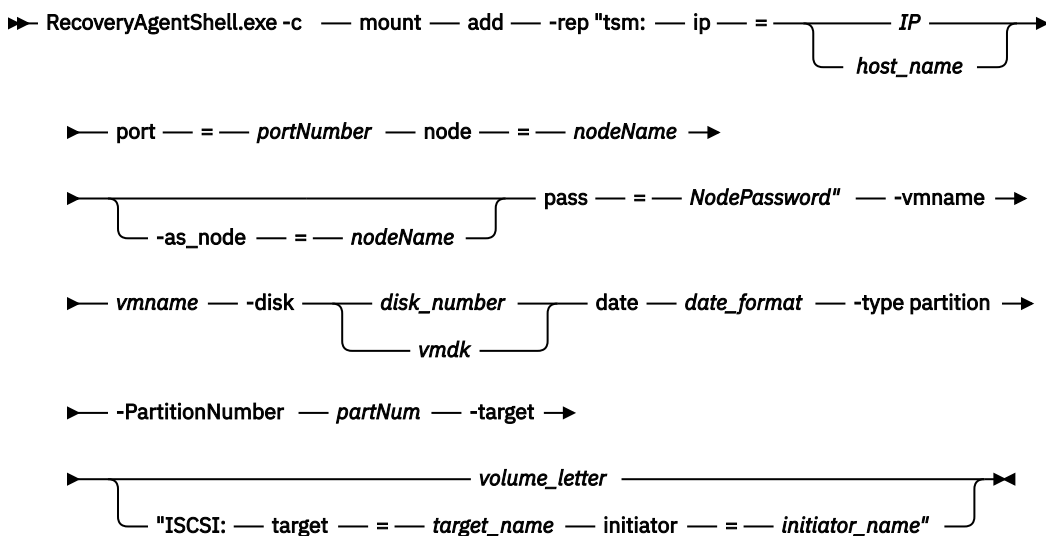 RecoveryAgentShell.exe -c mount add -rep "tsm: ip = IP
host_name
port = portNumber node = nodeName
pass = NodePassword" -vmname
-as_node = nodeName
vmname -disk disk_number date date_format -type partition
vmdk
-PartitionNumber partNum -target
volume_letter
"ISCSI: target = target_name initiator = initiator_name"